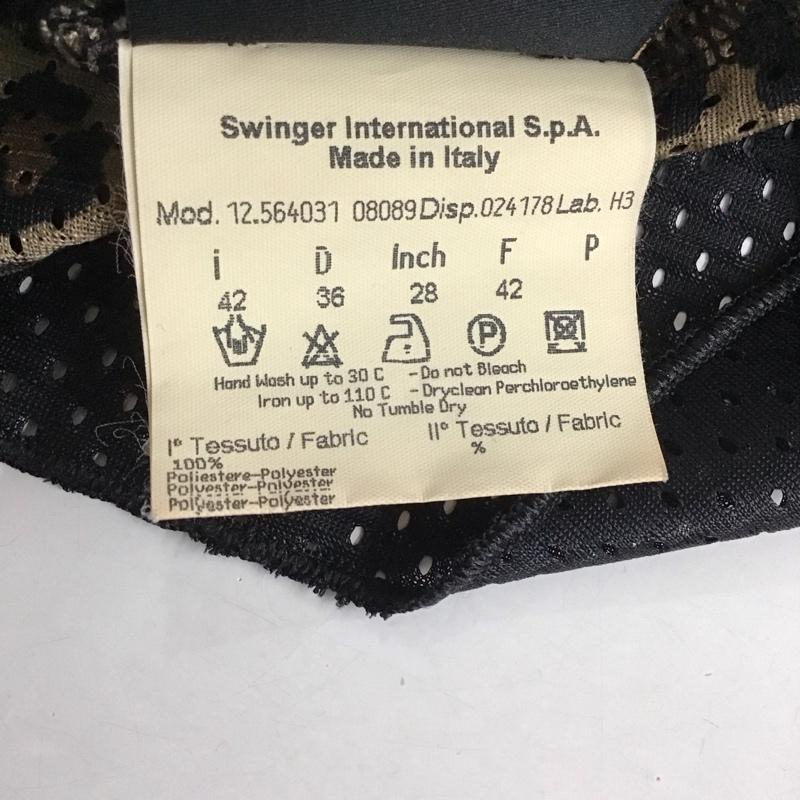 Swinger International S.p.A.
Made in Italy
Mod. 12.564031 08089 Disp.024178 Lab. H3
i D Inch F P
42 36 28 42
P
Hand Wash up to 30 C - Do not Bleach
Iron up to 110 C - Dryclean Perchloroethylene
No Tumble Dry
I° Tessuto / Fabric II° Tessuto / Fabric
100% %
Poliestere-Polyester
Polyester-Polyester
Polyester-Polyester